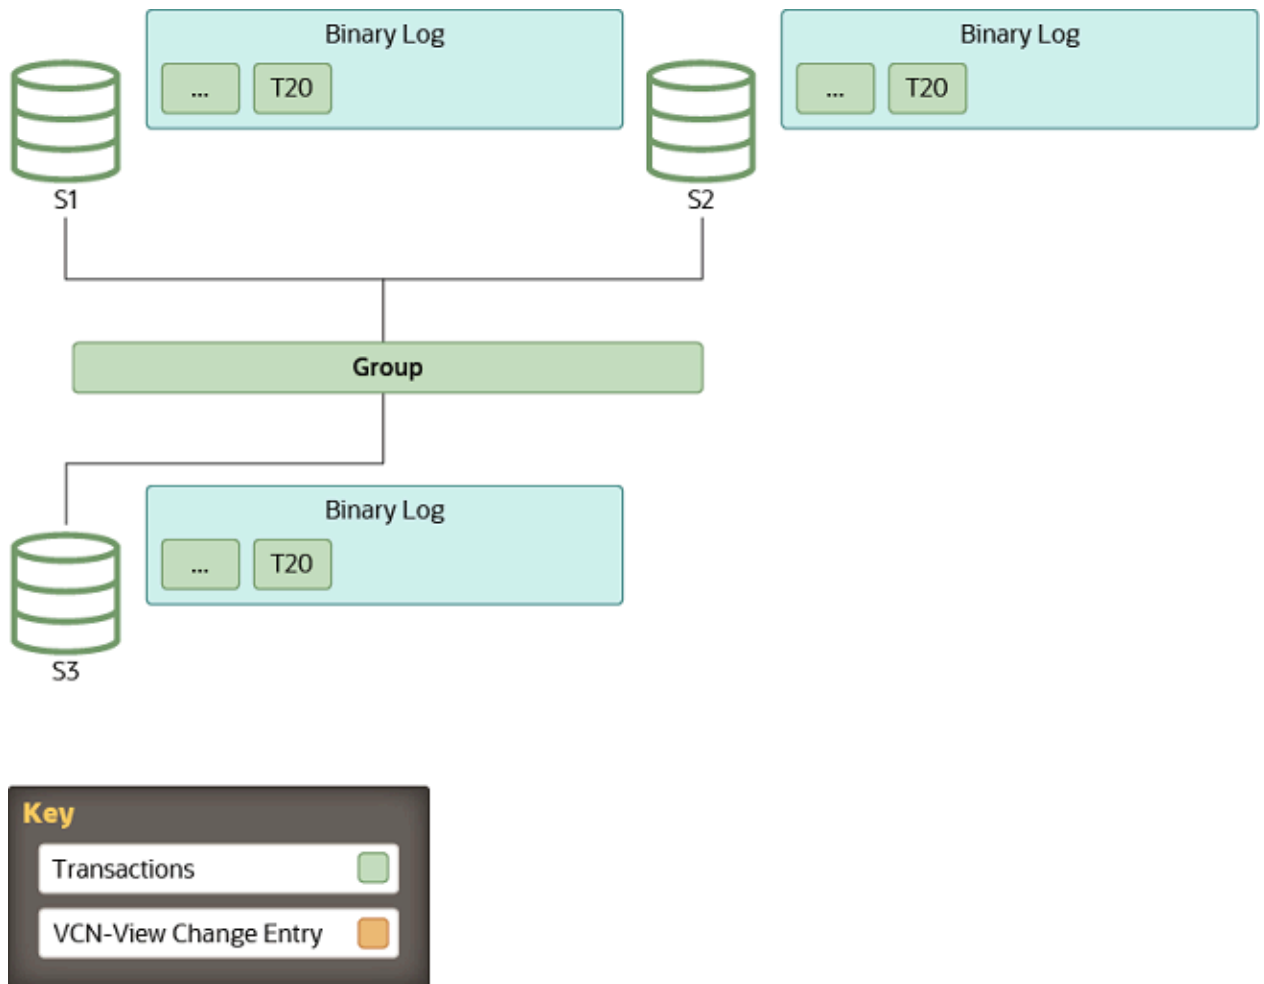 Binary Log
... T20
S1
Binary Log
... T20
S2
Group
Binary Log
... T20
S3
Key
Transactions
VCN-View Change Entry